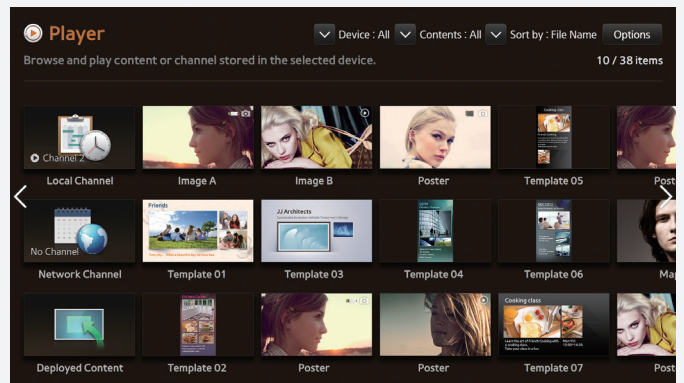 Player
Device : All
Contents : All
Sort by : File Name
Options
Browse and play content or channel stored in the selected device.
10 / 38 items
Channel 2
Local Channel
Image A
Image B
Poster
Cooking class
Template 05
Post
No Channel
Network Channel
Friends
Template 01
JJ Architects
Template 03
Template 04
Template 06
Ma
Deployed Content
Template 02
Poster
Poster
Cooking class
Template 07
Post